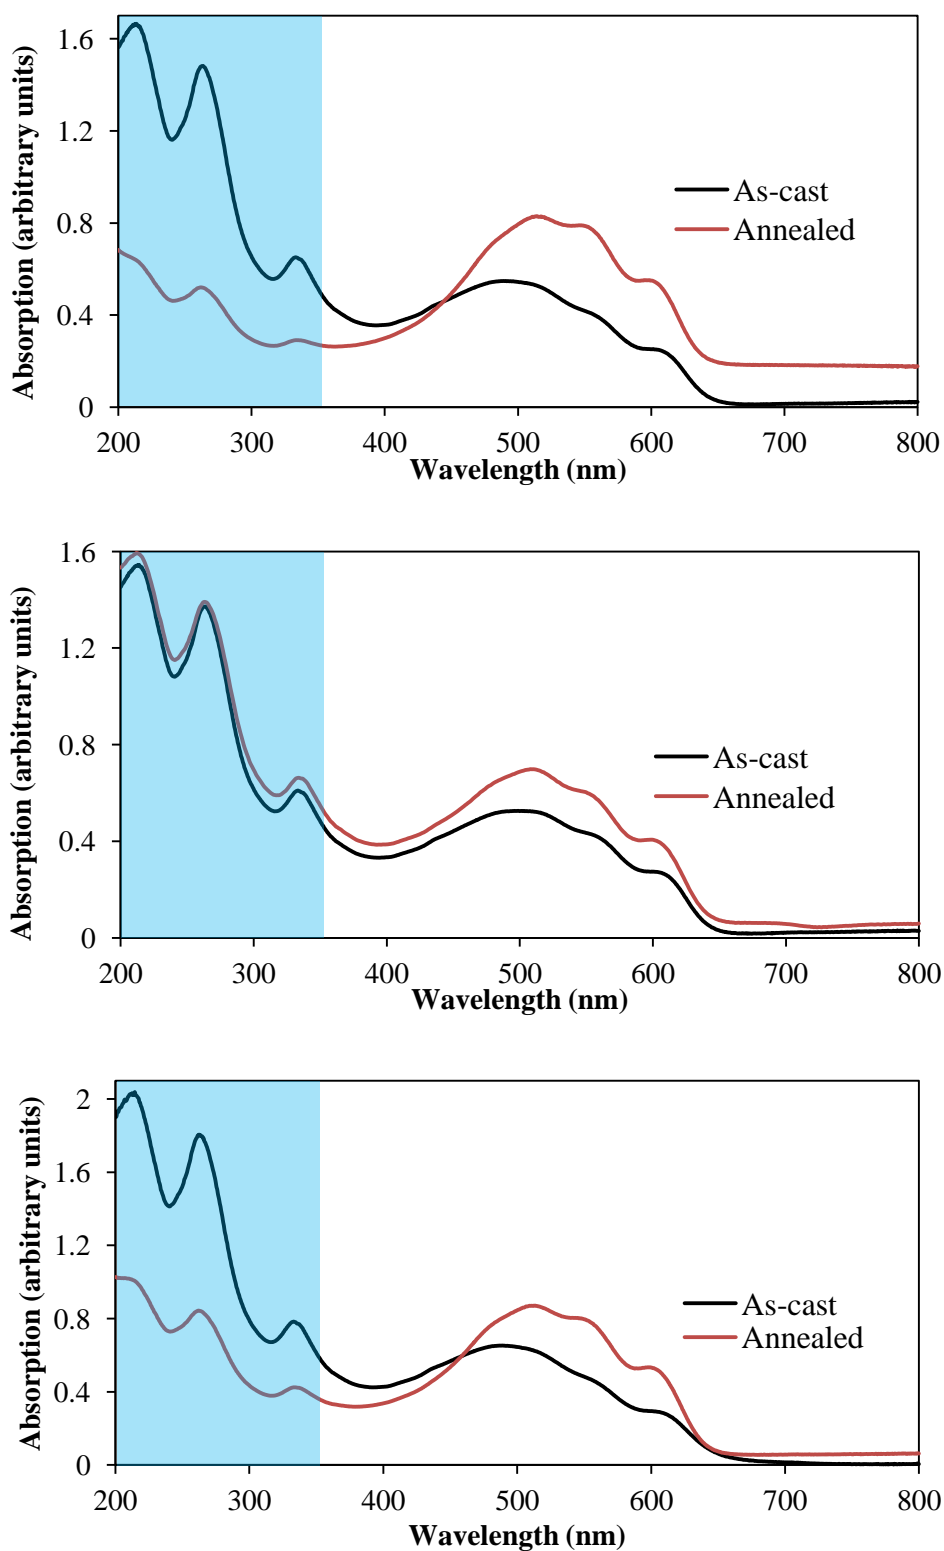 Absorption (arbitrary units)
1.6
1.2
0.8
0.4
0
As-cast
Annealed
200 300 400 500 600 700 800
Wavelength (nm)
Absorption (arbitrary units)
1.6
1.2
0.8
0.4
0
As-cast
Annealed
200 300 400 500 600 700 800
Wavelength (nm)
Absorption (arbitrary units)
2
1.6
1.2
0.8
0.4
0
As-cast
Annealed
200 300 400 500 600 700 800
Wavelength (nm)